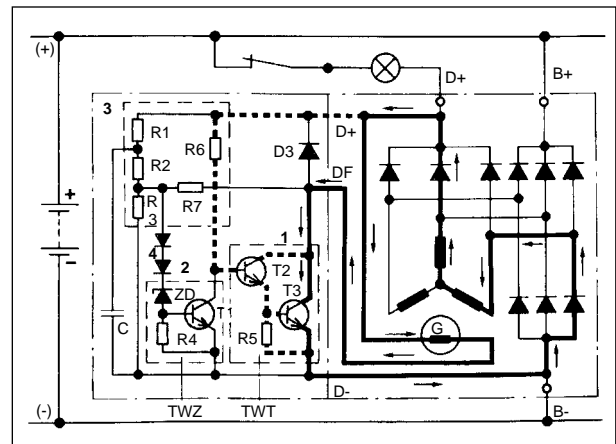 (+)
D+
B+
3
R1
R6
D+
D3
R2
DF
R
3
R7
1
4
2
T2
ZD
T1
T3
C
R4
R5
G
D-
(-)
TWZ
TWT
B-
+
-